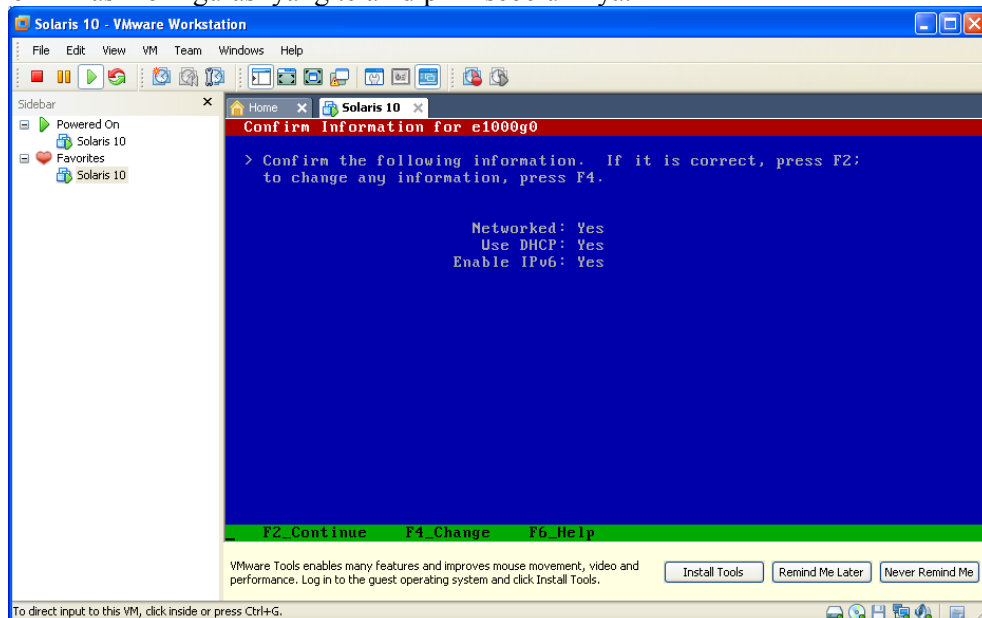 Solaris 10 - VMware Workstation
File Edit View VM Team Windows Help
Sidebar
Powered On
Solaris 10
Favorites
Solaris 10
Home Solaris 10
Confirm Information for e1000g0
> Confirm the following information. If it is correct, press F2;
to change any information, press F4.
Networked: Yes
Use DHCP: Yes
Enable IPv6: Yes
F2_Continue F4_Change F6_Help
VMware Tools enables many features and improves mouse movement, video and
performance. Log in to the guest operating system and click Install Tools.
Install Tools Remind Me Later Never Remind Me
To direct input to this VM, click inside or press Ctrl+G.